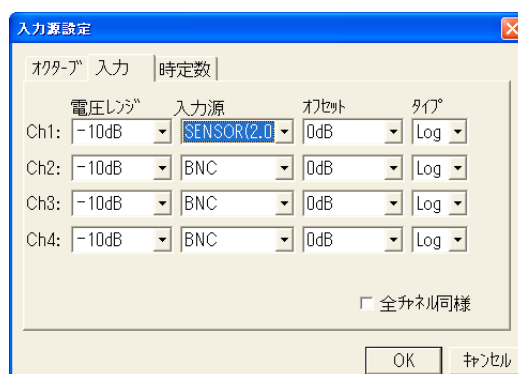 入力源設定
ｵｸﾀｰﾌﾞ 入力 時定数
電圧ﾚﾝｼﾞ 入力源 ｵﾌｾｯﾄ ﾀｲﾌﾟ
Ch1: -10dB SENSOR(2.0 0dB Log
Ch2: -10dB BNC 0dB Log
Ch3: -10dB BNC 0dB Log
Ch4: -10dB BNC 0dB Log
全ﾁｬﾈﾙ同様
OK ｷｬﾝｾﾙ